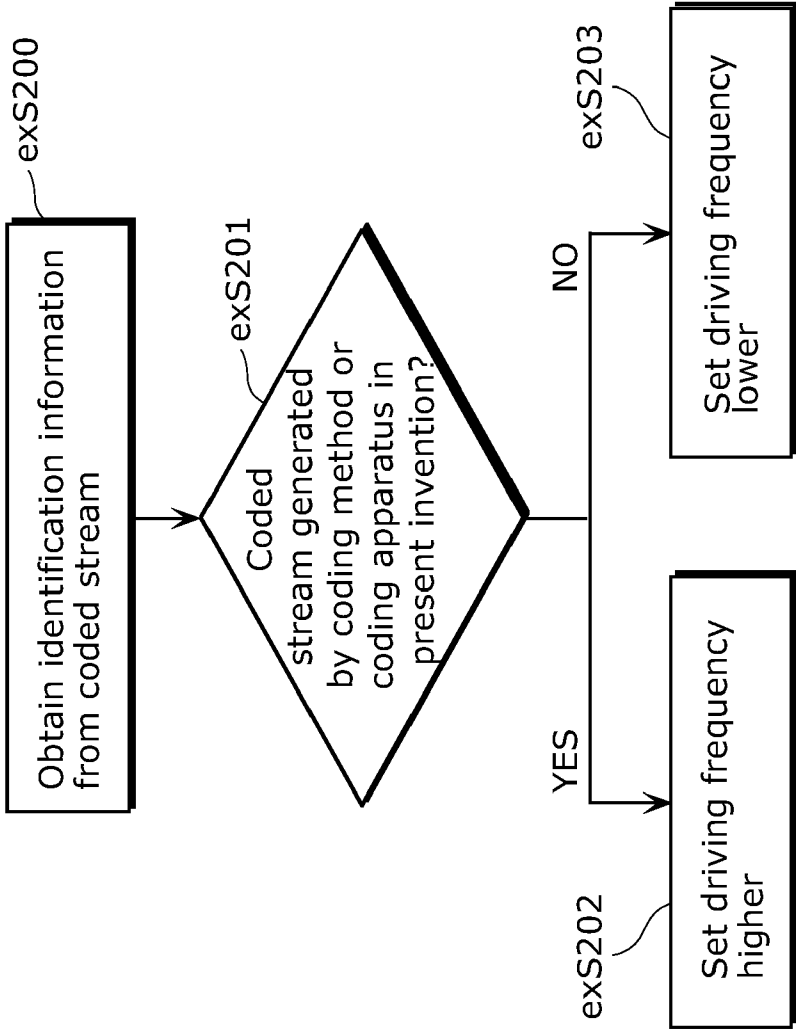 exS200
Obtain identification information
from coded stream
exS201
Coded
stream generated
by coding method or
coding apparatus in
present invention?
YES
NO
exS202
Set driving frequency
higher
exS203
Set driving frequency
lower